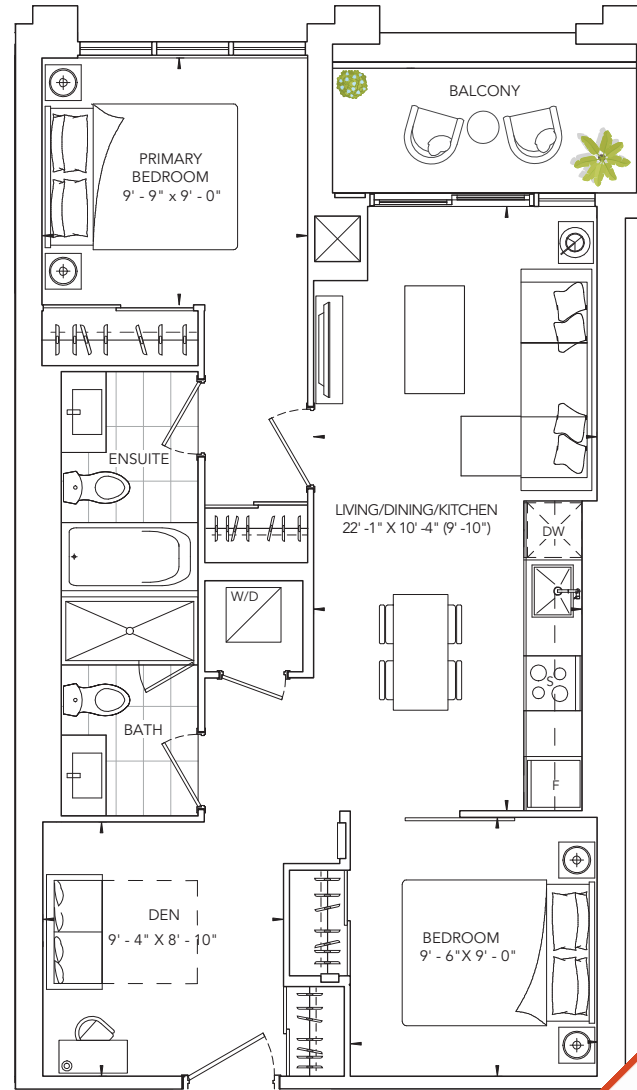 BALCONY
PRIMARY
BEDROOM
9' - 9" x 9' - 0"
ENSUITE
LIVING/DINING/KITCHEN
22' -1" X 10' -4" (9' -10")
DW
W/D
S
BATH
F
DEN
9' - 4" X 8' - 10"
BEDROOM
9' - 6"X 9' - 0"